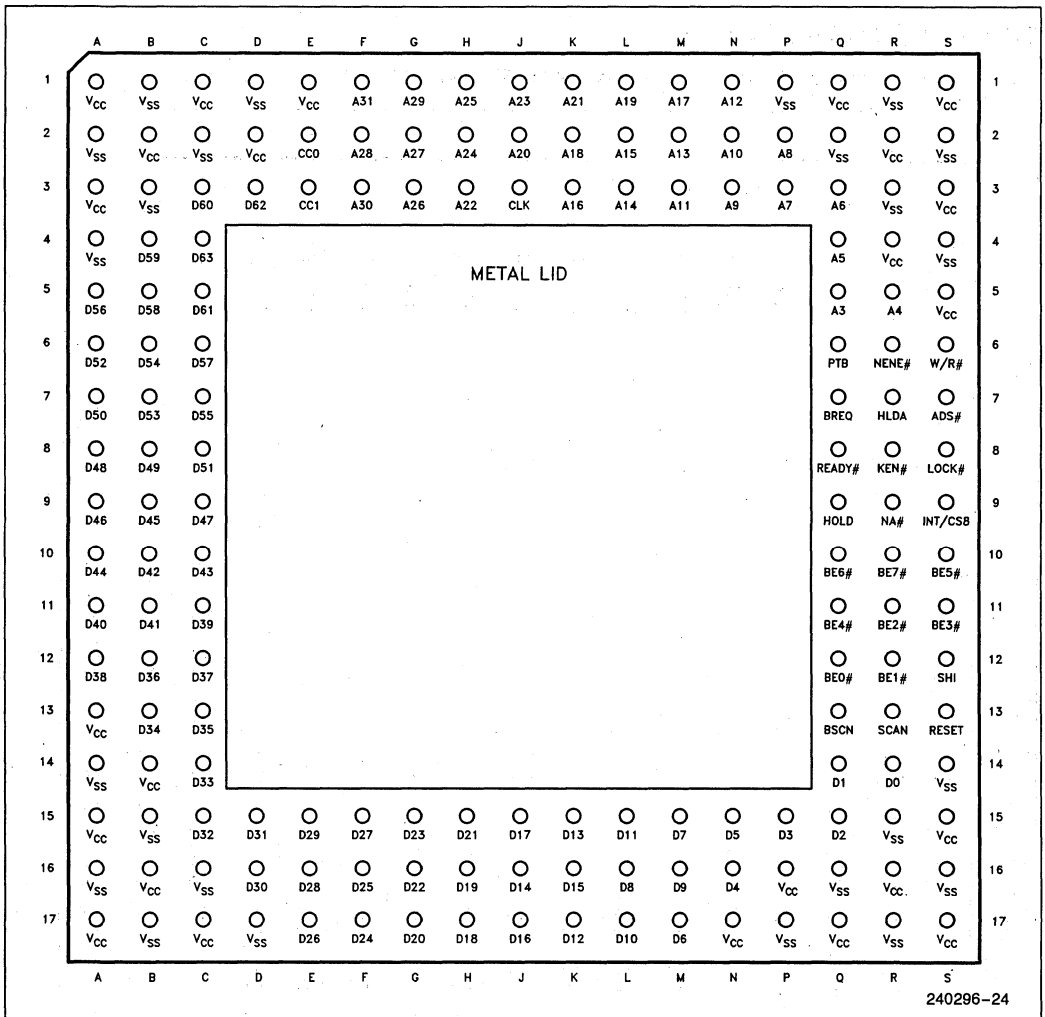 A B C D E F G H J K L M N P Q R S
1 1
VCC VSS VCC VSS VCC A31 A29 A25 A23 A21 A19 A17 A12 VSS VCC VSS VCC
2 2
VSS VCC VSS VCC CC0 A28 A27 A24 A20 A18 A15 A13 A10 A8 VSS VCC VSS
3 3
VCC VSS D60 D62 CC1 A30 A26 A22 CLK A16 A14 A11 A9 A7 A6 VSS VCC
4 4
VSS D59 D63 A5 VCC VSS
METAL LID
5 5
D56 D58 D61 A3 A4 VCC
6 6
D52 D54 D57 PTB NENE# W/R#
7 7
D50 D53 D55 BREQ HLDA ADS#
8 8
D48 D49 D51 READY# KEN# LOCK#
9 9
D46 D45 D47 HOLD NA# INT/CS8
10 10
D44 D42 D43 BE6# BE7# BE5#
11 11
D40 D41 D39 BE4# BE2# BE3#
12 12
D38 D36 D37 BE0# BE1# SHI
13 13
VCC D34 D35 BSCN SCAN RESET
14 14
VSS VCC D33 D1 D0 VSS
15 15
VCC VSS D32 D31 D29 D27 D23 D21 D17 D13 D11 D7 D5 D3 D2 VSS VCC
16 16
VSS VCC VSS D30 D28 D25 D22 D19 D14 D15 D8 D9 D4 VCC VSS VCC VSS
17 17
VCC VSS VCC VSS D26 D24 D20 D18 D16 D12 D10 D6 VCC VSS VCC VSS VCC
A B C D E F G H J K L M N P Q R S
240296-24